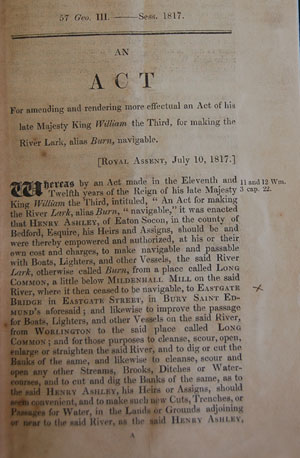 57 Geo. III. —— Sess. 1817.
AN
ACT
For amending and rendering more effectual an Act of his
late Majesty King William the Third, for making the
River Lark, alias Burn, navigable.
[ROYAL ASSENT, July 10, 1817.]
Whereas by an Act made in the Eleventh and 11 and 12 Wm.
Twelfth years of the Reign of his late Majesty 3 cap. 22.
King William the Third, intituled, “ An Act for making
the River Lark, alias Burn, “navigable,” it was enacted
that HENRY ASHLEY, of Eaton Socon, in the county of
Bedford, Esquire, his Heirs and Assigns, should be and
were thereby empowered and authorized, at his or their
own cost and charges, to make navigable and passable
with Boats, Lighters, and other Vessels, the said River
Lark, otherwise called Burn, from a place called LONG
COMMON, a little below MILDENHALL MILL on the said
River, where it then ceased to be navigable, to EASTGATE
BRIDGE in EASTGATE STREET, in BURY SAINT ED-
MUND'S aforesaid; and likewise to improve the passage
for Boats, Lighters, and other Vessels on the said River,
from WORLINGTON to the said place called LONG
COMMON; and for those purposes to cleanse, scour, open,
enlarge or straighten the said River, and to dig or cut the
Banks of the same, and likewise to cleanse, scour and
open any other Streams, Brooks, Ditches or Water-
courses, and to cut and dig the Banks of the same, as to
the said HENRY ASHLEY, his Heirs or Assigns, should
seem convenient, and to make such new Cuts, Trenches, or
Passages for Water, in the Lands or Grounds adjoining
or near to the said River, as the said HENRY ASHLEY,
A